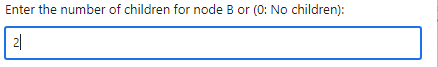 Enter the number of children for node B or (0: No children):
2